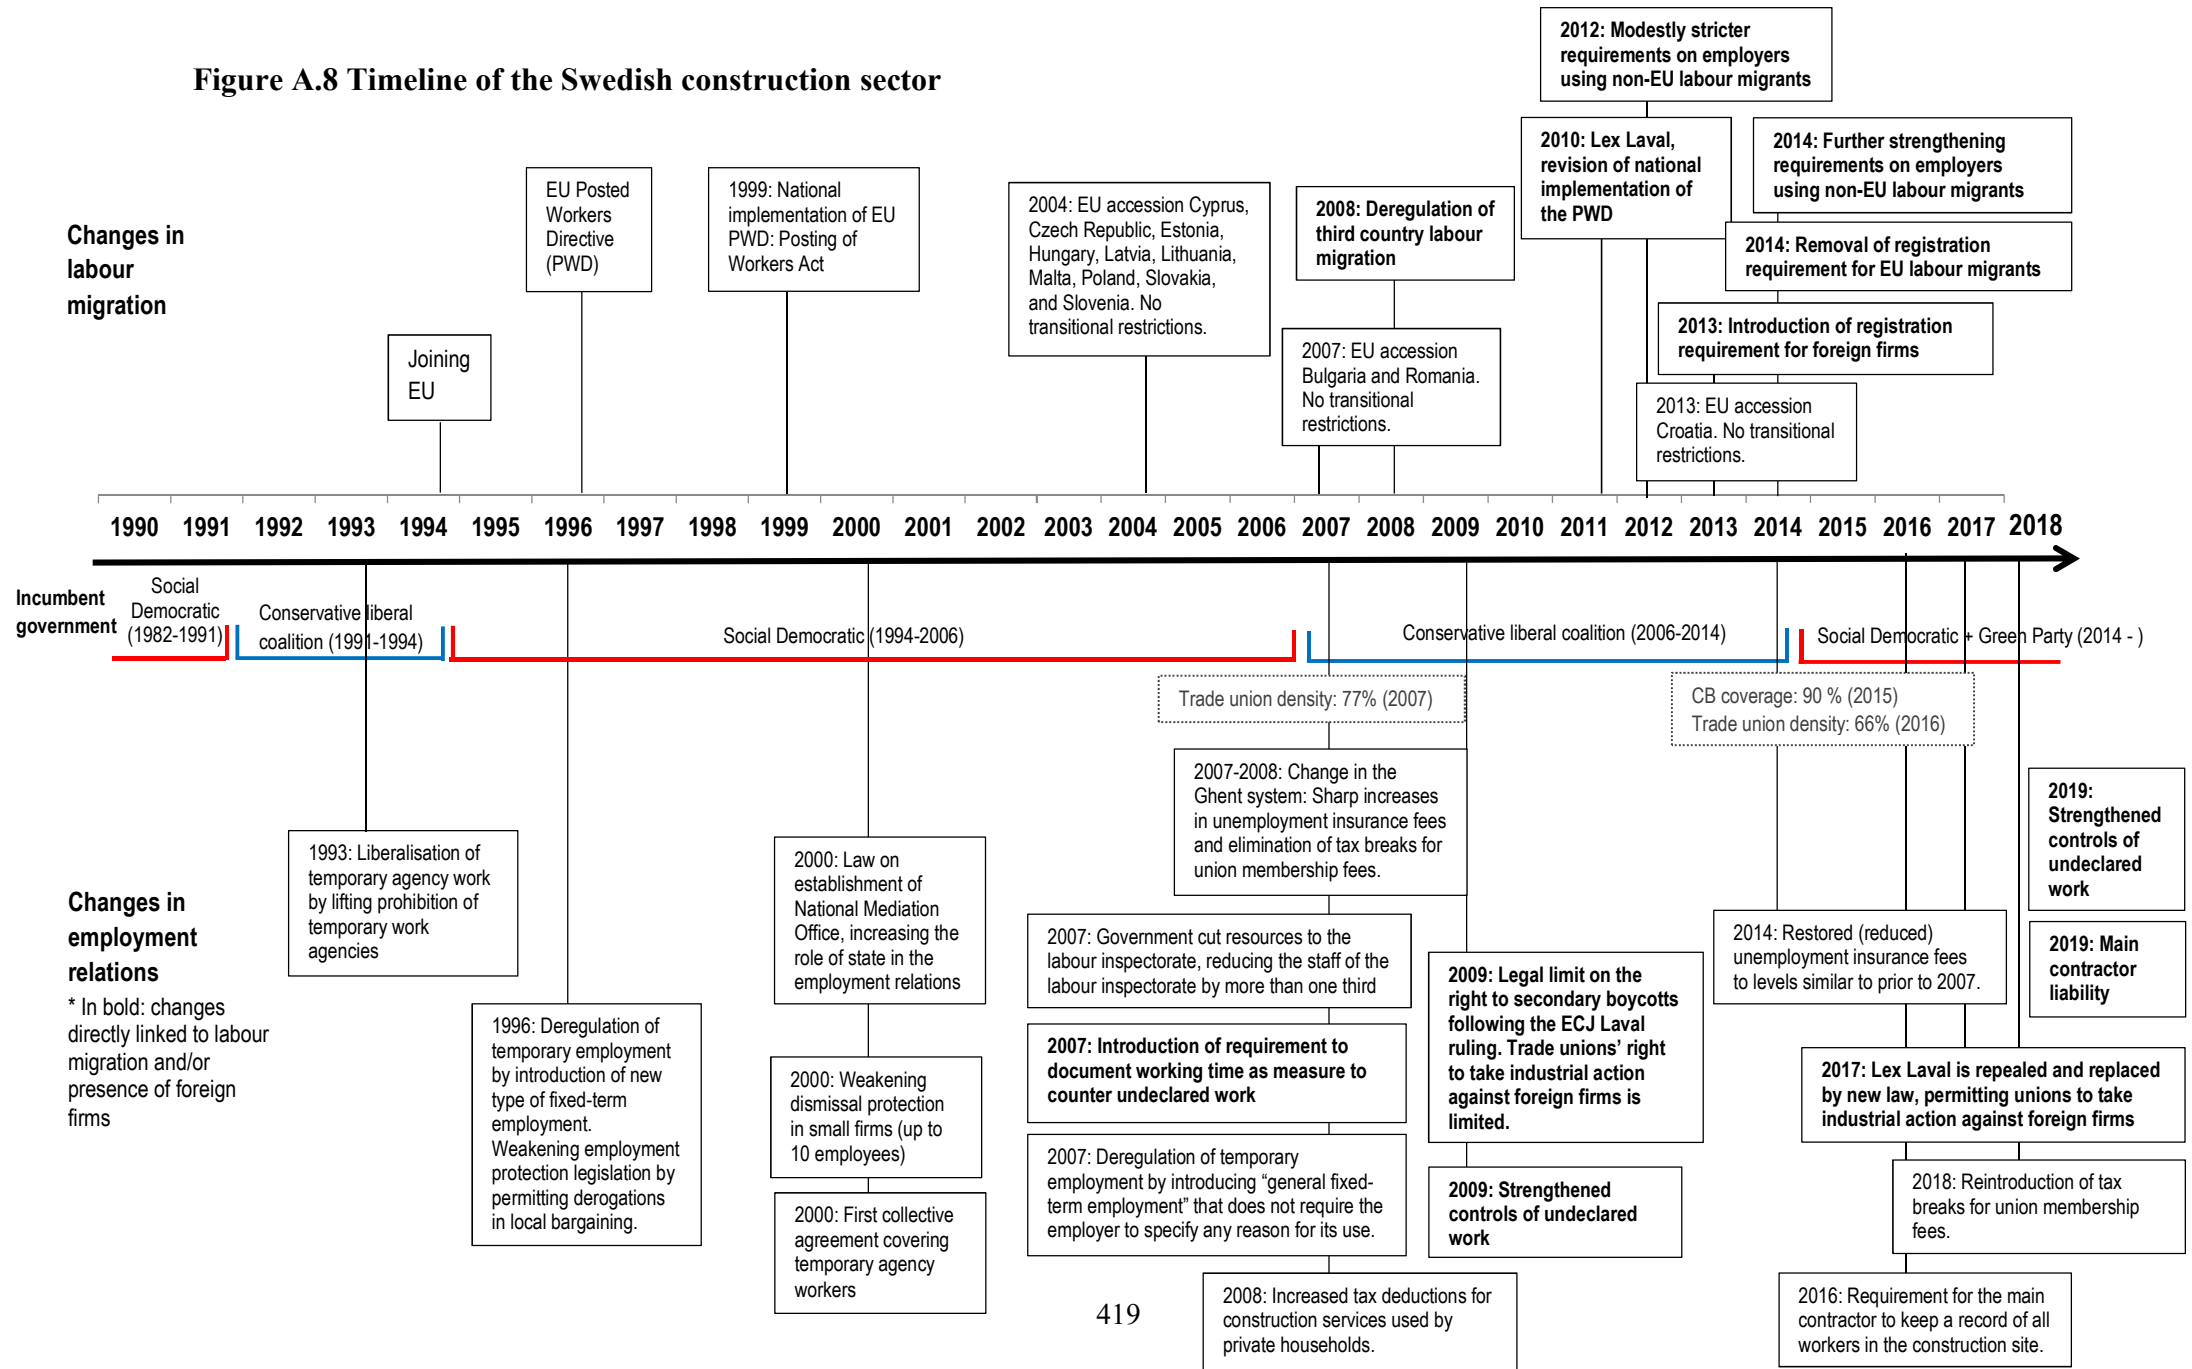 Figure A.8 Timeline of the Swedish construction sector
Changes in
labour
migration
Joining
EU
EU Posted
Workers
Directive
(PWD)
1999: National
implementation of EU
PWD: Posting of
Workers Act
2004: EU accession Cyprus,
Czech Republic, Estonia,
Hungary, Latvia, Lithuania,
Malta, Poland, Slovakia,
and Slovenia. No
transitional restrictions.
2008: Deregulation of
third country labour
migration
2007: EU accession
Bulgaria and Romania.
No transitional
restrictions.
2012: Modestly stricter
requirements on employers
using non-EU labour migrants
2010: Lex Laval,
revision of national
implementation of
the PWD
2014: Further strengthening
requirements on employers
using non-EU labour migrants
2014: Removal of registration
requirement for EU labour migrants
2013: Introduction of registration
requirement for foreign firms
2013: EU accession
Croatia. No transitional
restrictions.
1990 1991 1992 1993 1994 1995 1996 1997 1998 1999 2000 2001 2002 2003 2004 2005 2006 2007 2008 2009 2010 2011 2012 2013 2014 2015 2016 2017 2018
Incumbent
government
Social
Democratic
(1982-1991)
Conservative liberal
coalition (1991-1994)
Social Democratic (1994-2006)
Conservative liberal coalition (2006-2014)
Social Democratic + Green Party (2014 - )
Trade union density: 77% (2007)
CB coverage: 90 % (2015)
Trade union density: 66% (2016)
Changes in
employment
relations
* In bold: changes
directly linked to labour
migration and/or
presence of foreign
firms
1993: Liberalisation of
temporary agency work
by lifting prohibition of
temporary work
agencies
1996: Deregulation of
temporary employment
by introduction of new
type of fixed-term
employment.
Weakening employment
protection legislation by
permitting derogations
in local bargaining.
2000: Law on
establishment of
National Mediation
Office, increasing the
role of state in the
employment relations
2000: Weakening
dismissal protection
in small firms (up to
10 employees)
2000: First collective
agreement covering
temporary agency
workers
2007-2008: Change in the
Ghent system: Sharp increases
in unemployment insurance fees
and elimination of tax breaks for
union membership fees.
2007: Government cut resources to the
labour inspectorate, reducing the staff of the
labour inspectorate by more than one third
2007: Introduction of requirement to
document working time as measure to
counter undeclared work
2007: Deregulation of temporary
employment by introducing “general fixed-
term employment” that does not require the
employer to specify any reason for its use.
2008: Increased tax deductions for
construction services used by
private households.
2009: Legal limit on the
right to secondary boycotts
following the ECJ Laval
ruling. Trade unions’ right
to take industrial action
against foreign firms is
limited.
2009: Strengthened
controls of undeclared
work
2014: Restored (reduced)
unemployment insurance fees
to levels similar to prior to 2007.
2019:
Strengthened
controls of
undeclared
work
2019: Main
contractor
liability
2017: Lex Laval is repealed and replaced
by new law, permitting unions to take
industrial action against foreign firms
2018: Reintroduction of tax
breaks for union membership
fees.
2016: Requirement for the main
contractor to keep a record of all
workers in the construction site.
419